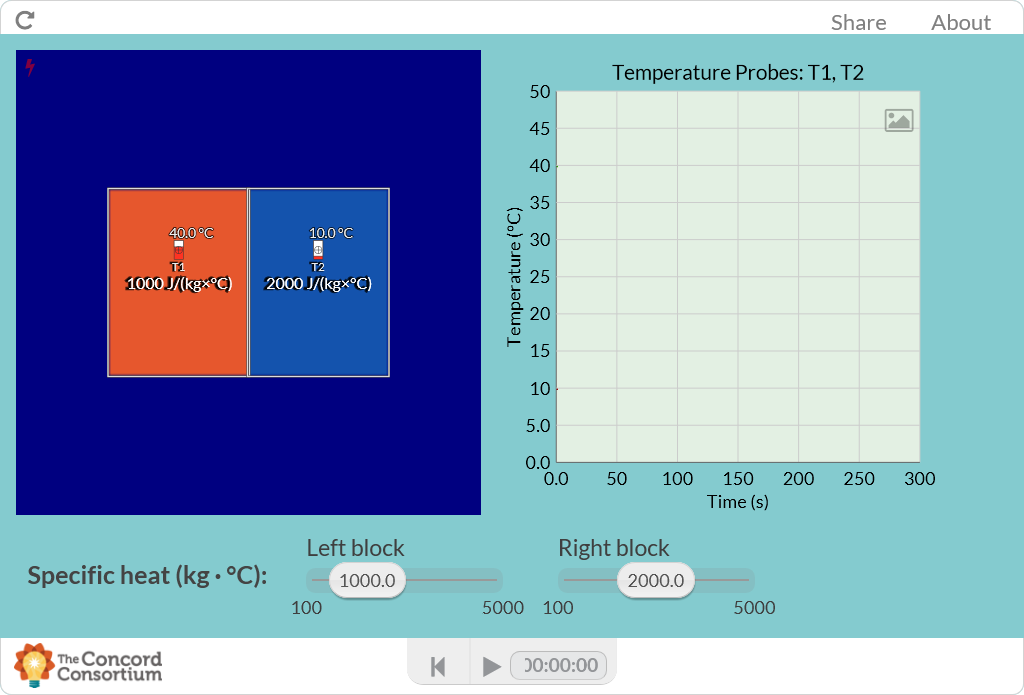 Share About
Temperature Probes: T1, T2
50
45
40
35
30
25
20
15
10
5.0
0.0
Temperature (°C)
0.0 50 100 150 200 250 300
Time (s)
40.0 °C
T1
1000 J/(kg×°C)
10.0 °C
T2
2000 J/(kg×°C)
Specific heat (kg · °C):
Left block
1000.0
100 5000
Right block
2000.0
100 5000
The Concord
Consortium
00:00:00